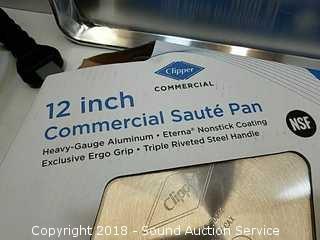 Clipper
COMMERCIAL
12 inch
Commercial Sauté Pan
Heavy-Gauge Aluminum • Eterna® Nonstick Coating
Exclusive Ergo Grip • Triple Riveted Steel Handle
NSF
Clipper
Copyright 2018 - Sound Auction Service